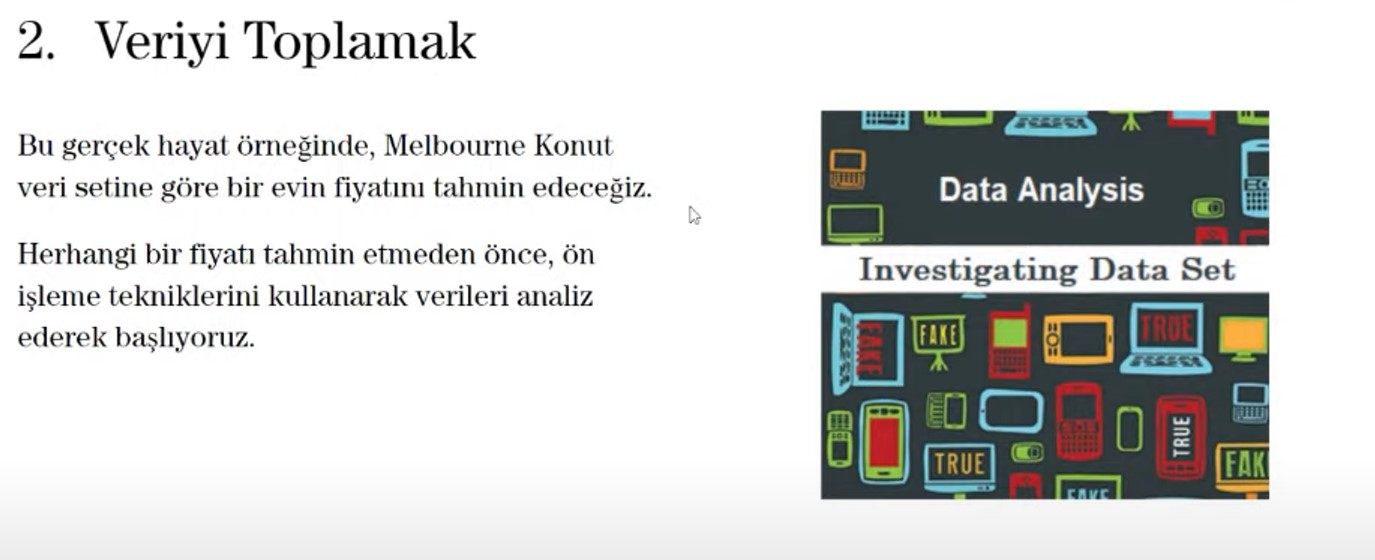 2. Veriyi Toplamak
Bu gerçek hayat örneğinde, Melbourne Konut
veri setine göre bir evin fiyatını tahmin edeceğiz.
Herhangi bir fiyatı tahmin etmeden önce, ön
işleme tekniklerini kullanarak verileri analiz
ederek başlıyoruz.
Data Analysis
Investigating Data Set
FAKE
FAKE
TRUE
TRUE
TRUE
FAK
FAKE